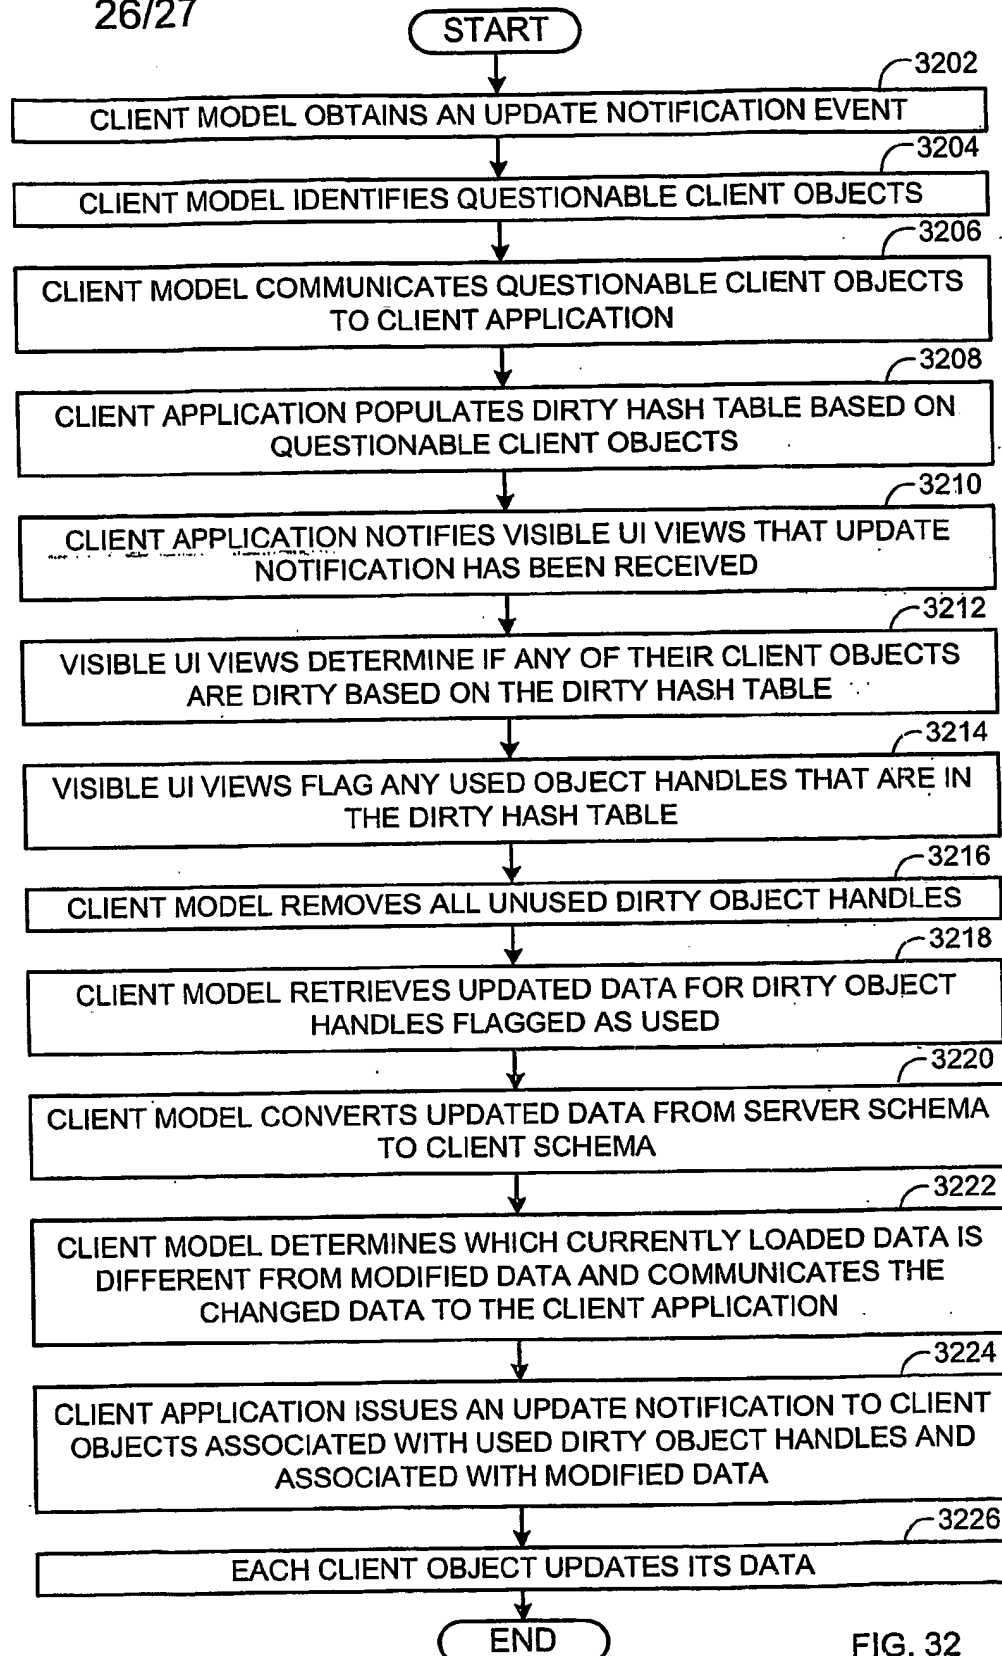 26/27
START
3202
CLIENT MODEL OBTAINS AN UPDATE NOTIFICATION EVENT
3204
CLIENT MODEL IDENTIFIES QUESTIONABLE CLIENT OBJECTS
3206
CLIENT MODEL COMMUNICATES QUESTIONABLE CLIENT OBJECTS
TO CLIENT APPLICATION
3208
CLIENT APPLICATION POPULATES DIRTY HASH TABLE BASED ON
QUESTIONABLE CLIENT OBJECTS
3210
CLIENT APPLICATION NOTIFIES VISIBLE UI VIEWS THAT UPDATE
NOTIFICATION HAS BEEN RECEIVED
3212
VISIBLE UI VIEWS DETERMINE IF ANY OF THEIR CLIENT OBJECTS
ARE DIRTY BASED ON THE DIRTY HASH TABLE
3214
VISIBLE UI VIEWS FLAG ANY USED OBJECT HANDLES THAT ARE IN
THE DIRTY HASH TABLE
3216
CLIENT MODEL REMOVES ALL UNUSED DIRTY OBJECT HANDLES
3218
CLIENT MODEL RETRIEVES UPDATED DATA FOR DIRTY OBJECT
HANDLES FLAGGED AS USED
3220
CLIENT MODEL CONVERTS UPDATED DATA FROM SERVER SCHEMA
TO CLIENT SCHEMA
3222
CLIENT MODEL DETERMINES WHICH CURRENTLY LOADED DATA IS
DIFFERENT FROM MODIFIED DATA AND COMMUNICATES THE
CHANGED DATA TO THE CLIENT APPLICATION
3224
CLIENT APPLICATION ISSUES AN UPDATE NOTIFICATION TO CLIENT
OBJECTS ASSOCIATED WITH USED DIRTY OBJECT HANDLES AND
ASSOCIATED WITH MODIFIED DATA
3226
EACH CLIENT OBJECT UPDATES ITS DATA
END
FIG. 32